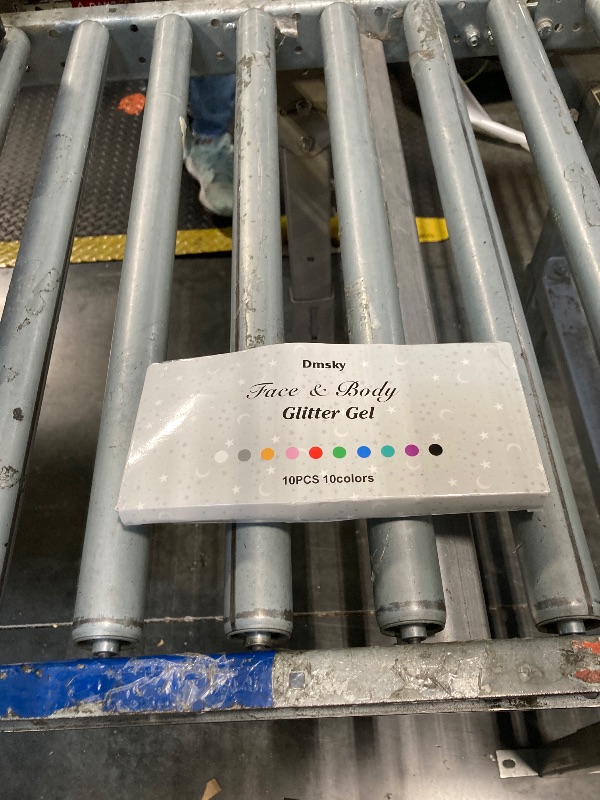 Dmsky
Face & Body
Glitter Gel
10PCS 10colors